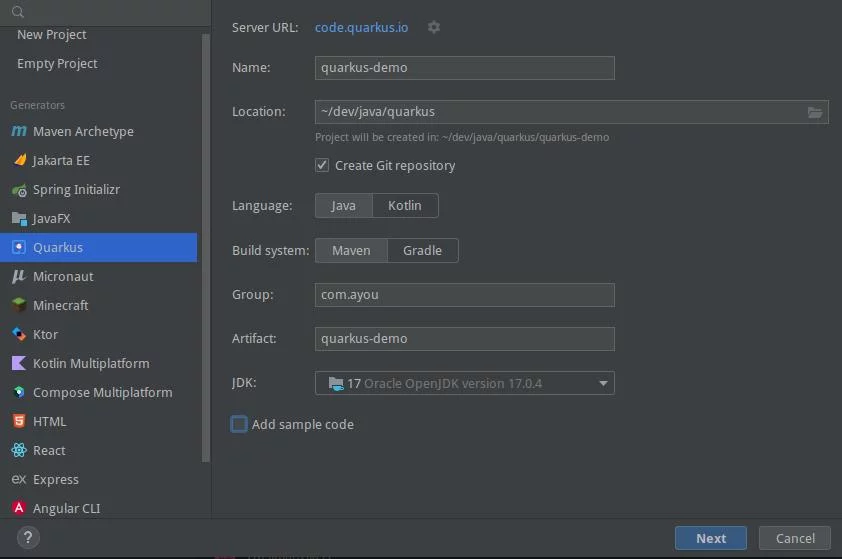 New Project
Empty Project
Generators
m Maven Archetype
Jakarta EE
Spring Initializr
JavaFX
Quarkus
μ Micronaut
Minecraft
Ktor
Kotlin Multiplatform
Compose Multiplatform
HTML
React
ex Express
Angular CLI
?
Server URL: code.quarkus.io
Name: quarkus-demo
Location: ~/dev/java/quarkus
Project will be created in: ~/dev/java/quarkus/quarkus-demo
Create Git repository
Language: Java Kotlin
Build system: Maven Gradle
Group: com.ayou
Artifact: quarkus-demo
JDK: 17 Oracle OpenJDK version 17.0.4
Add sample code
Next Cancel